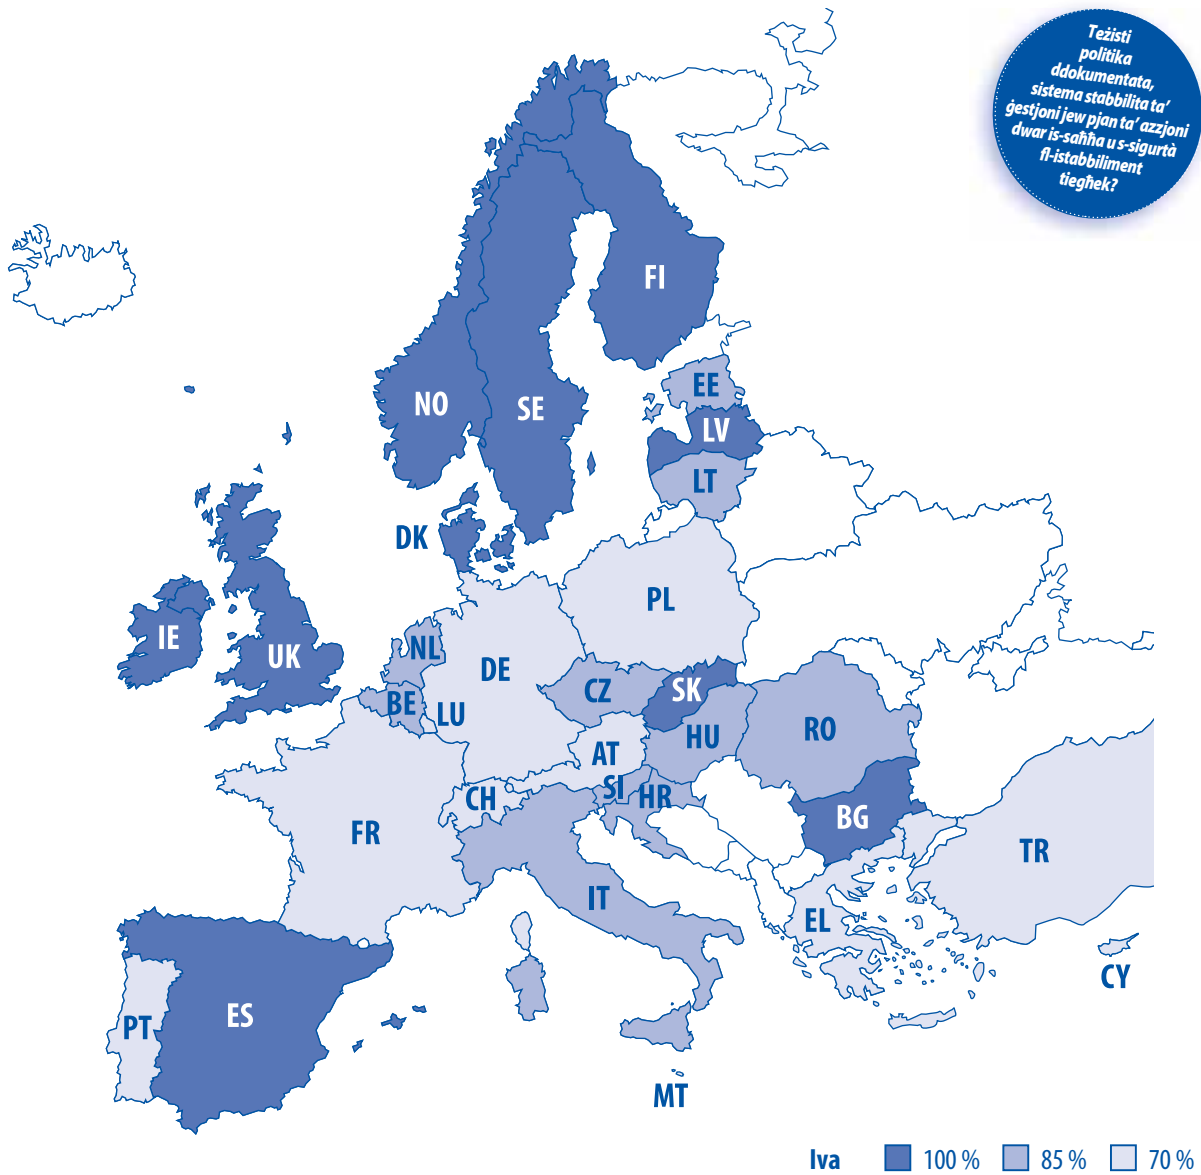 Teżisti
politika
ddokumentata,
sistema stabbilita ta’
ġestjoni jew pjan ta’ azzjoni
dwar is-saħħa u s-sigurtà
fl-istabbiliment
tiegħek?
FI
NO
SE
EE
LV
LT
DK
IE
UK
NL
PL
DE
BE
LU
CZ
SK
HU
RO
AT
SI
HR
CH
FR
BG
TR
IT
EL
CY
PT
ES
MT
Iva 100 % 85 % 70 %